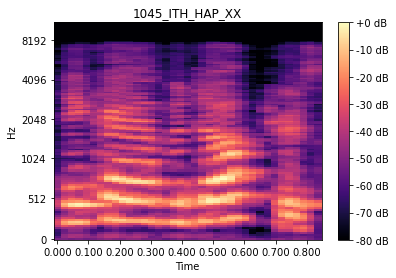 1045_ITH_HAP_XX
8192
4096
2048
1024
512
0
Hz
0.000 0.100 0.200 0.300 0.400 0.500 0.600 0.700 0.800
Time
+0 dB
-10 dB
-20 dB
-30 dB
-40 dB
-50 dB
-60 dB
-70 dB
-80 dB